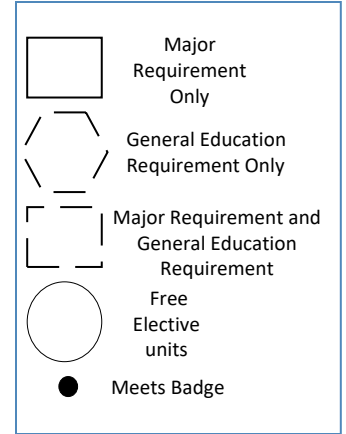 Major
Requirement
Only
General Education
Requirement Only
Major Requirement and
General Education
Requirement
Free
Elective
units
Meets Badge